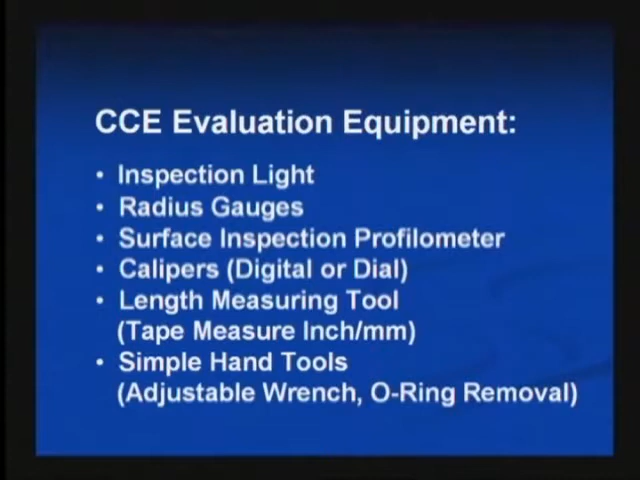 CCE Evaluation Equipment:
• Inspection Light
• Radius Gauges
• Surface Inspection Profilometer
• Calipers (Digital or Dial)
• Length Measuring Tool
(Tape Measure Inch/mm)
• Simple Hand Tools
(Adjustable Wrench, O-Ring Removal)